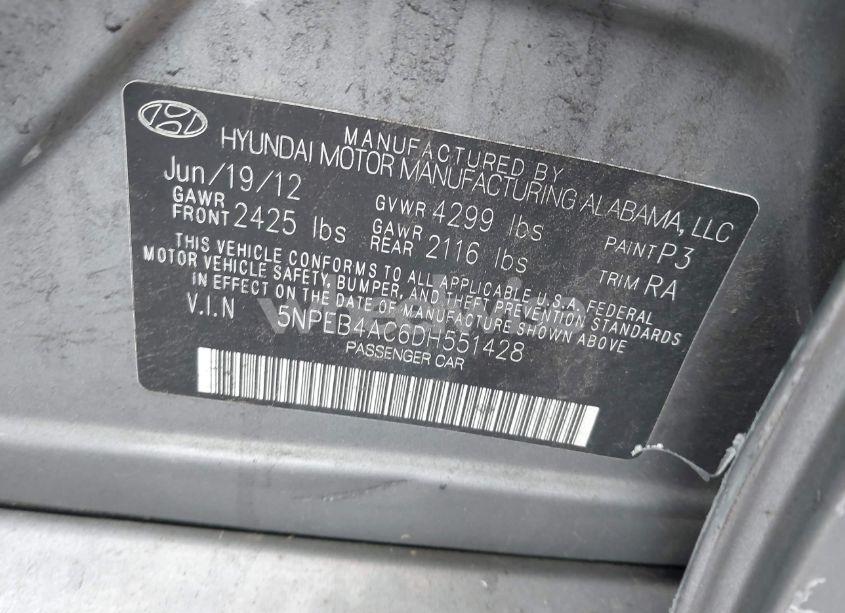 MANUFACTURED BY
HYUNDAI MOTOR MANUFACTURING ALABAMA, LLC
Jun/19/12 GVWR 4299 lbs PAINT P3
GAWR FRONT 2425 lbs GAWR REAR 2116 lbs TRIM RA
THIS VEHICLE CONFORMS TO ALL APPLICABLE U.S.A. FEDERAL
MOTOR VEHICLE SAFETY, BUMPER, AND THEFT PREVENTION STANDARDS
IN EFFECT ON THE DATE OF MANUFACTURE SHOWN ABOVE
V.I.N 5NPEB4AC6DH551428
PASSENGER CAR